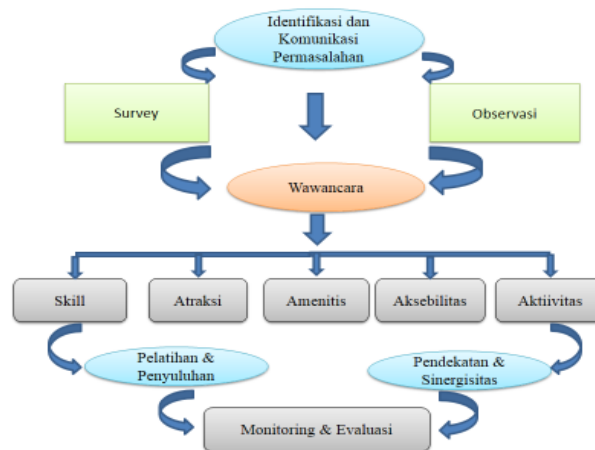 Identifikasi dan
Komunikasi
Permasalahan
Survey
Observasi
Wawancara
Skill
Atraksi
Amenitis
Aksebilitas
Aktiivitas
Pelatihan &
Penyuluhan
Pendekatan &
Sinergisitas
Monitoring & Evaluasi